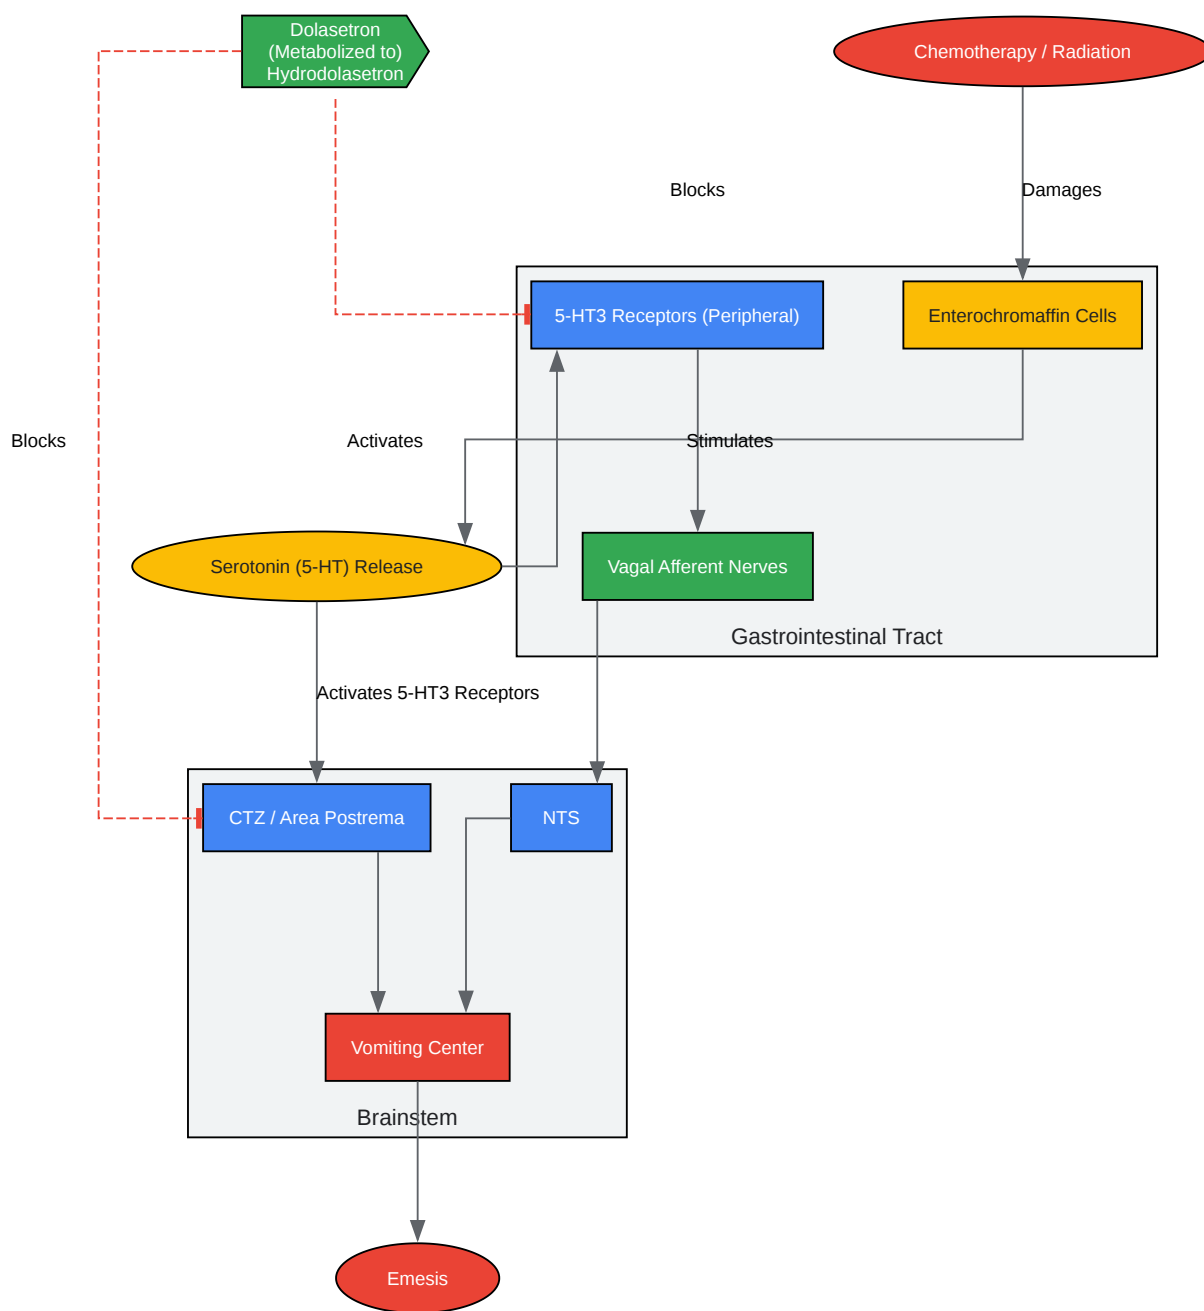 Dolasetron
(Metabolized to)
Hydrodolasetron
Chemotherapy / Radiation
Blocks
Damages
5-HT3 Receptors (Peripheral)
Enterochromaffin Cells
Blocks
Activates
Stimulates
Serotonin (5-HT) Release
Vagal Afferent Nerves
Gastrointestinal Tract
Activates 5-HT3 Receptors
CTZ / Area Postrema
NTS
Vomiting Center
Brainstem
Emesis